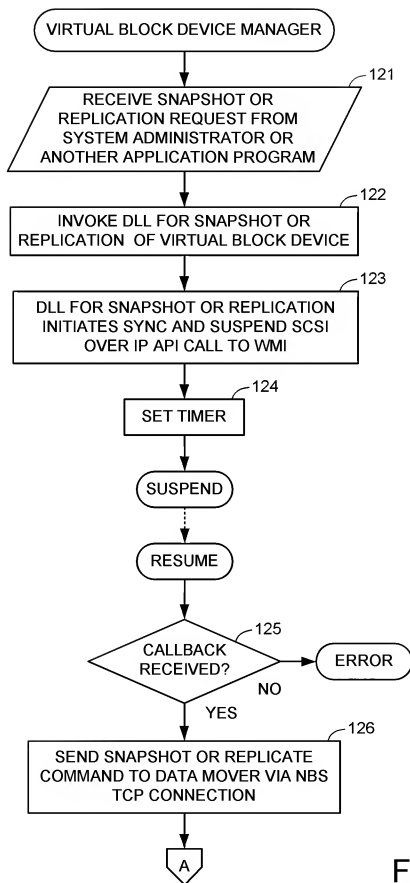 VIRTUAL BLOCK DEVICE MANAGER
121
RECEIVE SNAPSHOT OR
REPLICATION REQUEST FROM
SYSTEM ADMINISTRATOR OR
ANOTHER APPLICATION PROGRAM
122
INVOKE DLL FOR SNAPSHOT OR
REPLICATION OF VIRTUAL BLOCK DEVICE
123
DLL FOR SNAPSHOT OR REPLICATION
INITIATES SYNC AND SUSPEND SCSI
OVER IP API CALL TO WMI
124
SET TIMER
SUSPEND
RESUME
125
CALLBACK
RECEIVED?
ERROR
NO
YES
126
SEND SNAPSHOT OR REPLICATE
COMMAND TO DATA MOVER VIA NBS
TCP CONNECTION
A
F